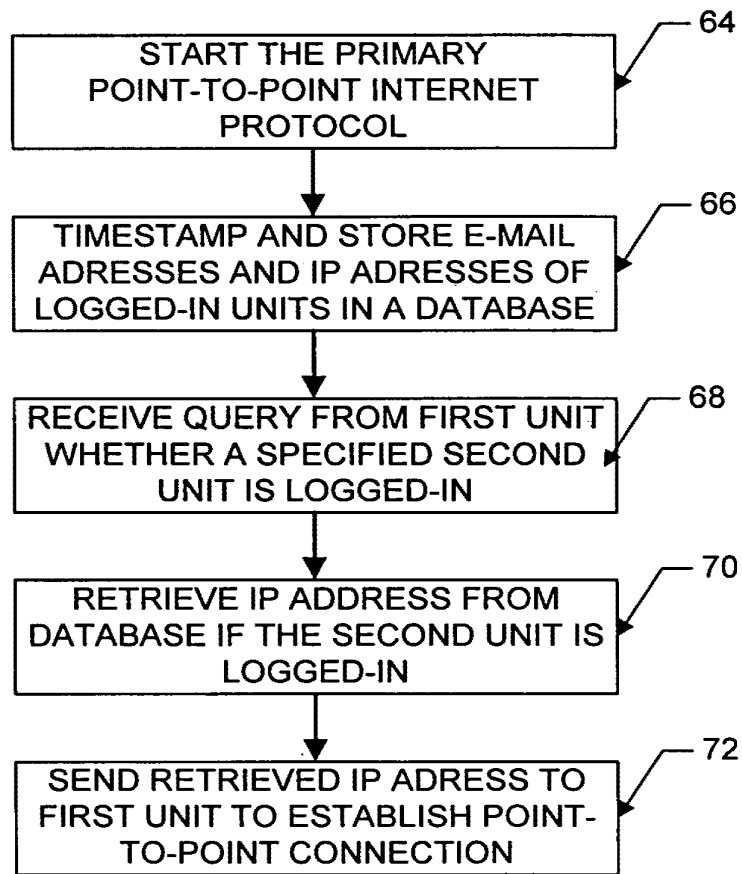 64
START THE PRIMARY
POINT-TO-POINT INTERNET
PROTOCOL
66
TIMESTAMP AND STORE E-MAIL
ADRESSES AND IP ADRESSES OF
LOGGED-IN UNITS IN A DATABASE
68
RECEIVE QUERY FROM FIRST UNIT
WHETHER A SPECIFIED SECOND
UNIT IS LOGGED-IN
70
RETRIEVE IP ADDRESS FROM
DATABASE IF THE SECOND UNIT IS
LOGGED-IN
72
SEND RETRIEVED IP ADRESS TO
FIRST UNIT TO ESTABLISH POINT-
TO-POINT CONNECTION